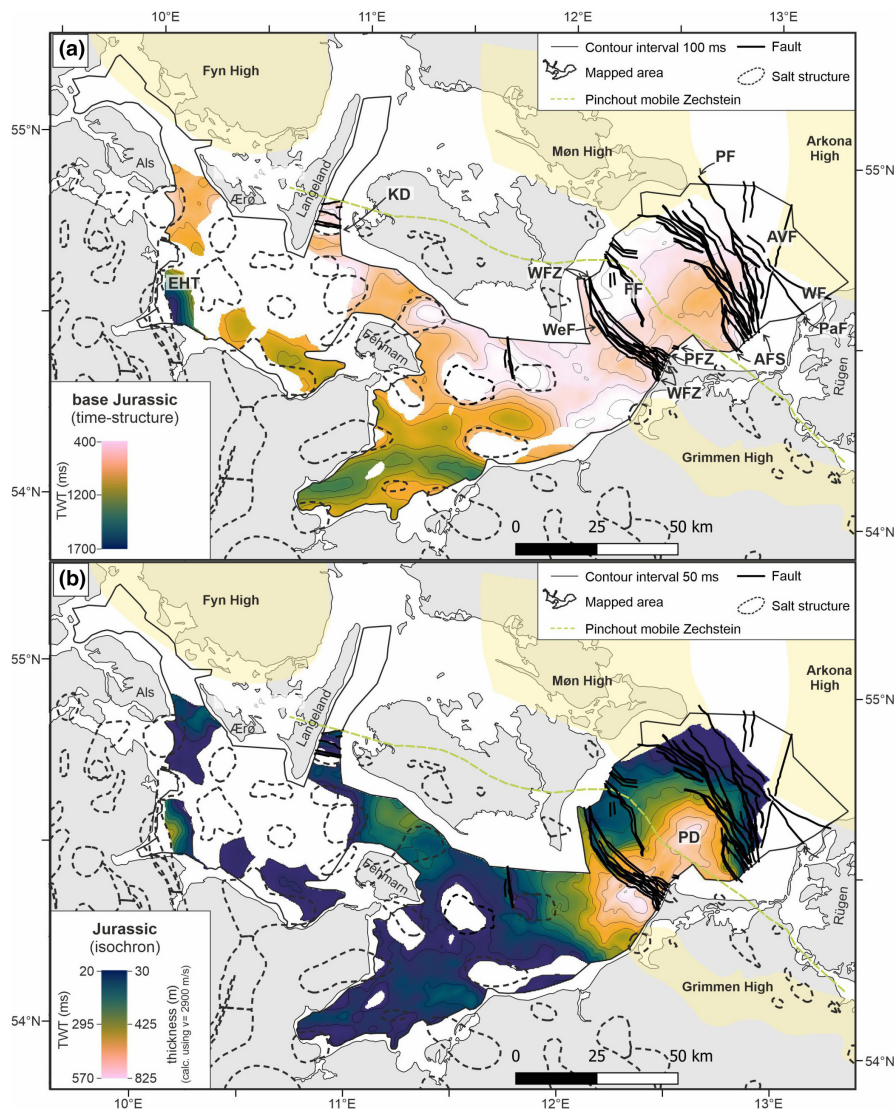 10°E
11°E
12°E
13°E
(a)
Contour interval 100 ms
Fault
Mapped area
Salt structure
Pinchout mobile Zechstein
Fyn High
55°N
55°N
Als
Ærø
Langeland
KD
Møn High
Arkona
High
PF
AVF
WFZ
EHT
FF
WF
WeF
PaF
Fehmarn
PFZ
AFS
WFZ
Rügen
base Jurassic
(time-structure)
TWT (ms)
400
1200
1700
Grimmen High
54°N
54°N
0 25 50 km
(b)
Contour interval 50 ms
Fault
Mapped area
Salt structure
Pinchout mobile Zechstein
Fyn High
55°N
55°N
Als
Ærø
Langeland
Møn High
Arkona
High
PD
Fehmarn
Rügen
Jurassic
(isochron)
TWT (ms)
20 30
295 425
570 825
thickness (m)
(calc. using v= 2900 m/s)
Grimmen High
54°N
54°N
0 25 50 km
10°E
11°E
12°E
13°E